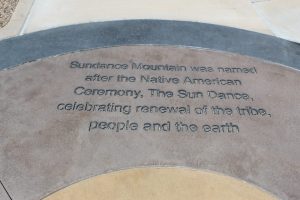 Sundance Mountain was named
after the Native American
Ceremony, The Sun Dance,
celebrating renewal of the tribe,
people and the earth